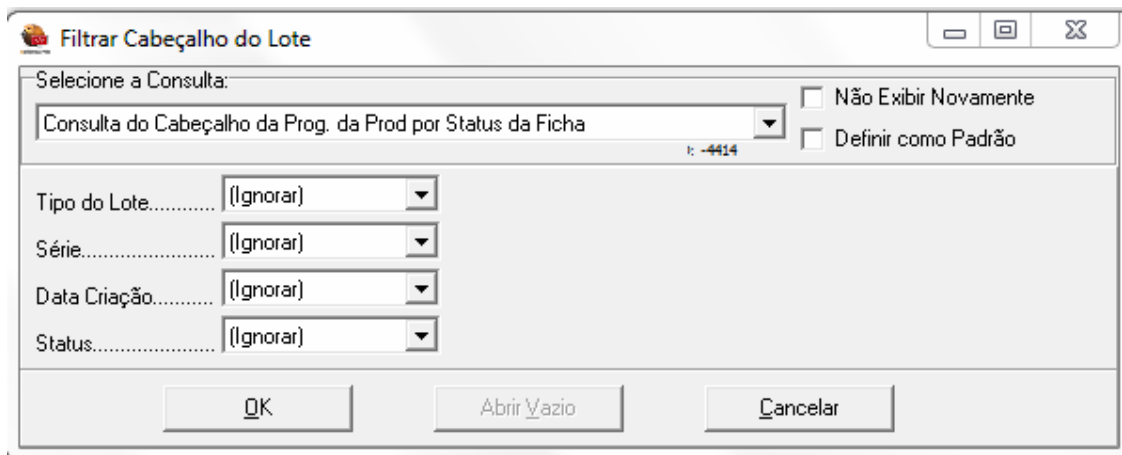 Filtrar Cabeçalho do Lote
Selecione a Consulta:
Consulta do Cabeçalho da Prog. da Prod por Status da Ficha
Não Exibir Novamente
Definir como Padrão
-4414
Tipo do Lote............ (Ignorar)
Série....................... (Ignorar)
Data Criação........... (Ignorar)
Status...................... (Ignorar)
OK Abrir Vazio Cancelar